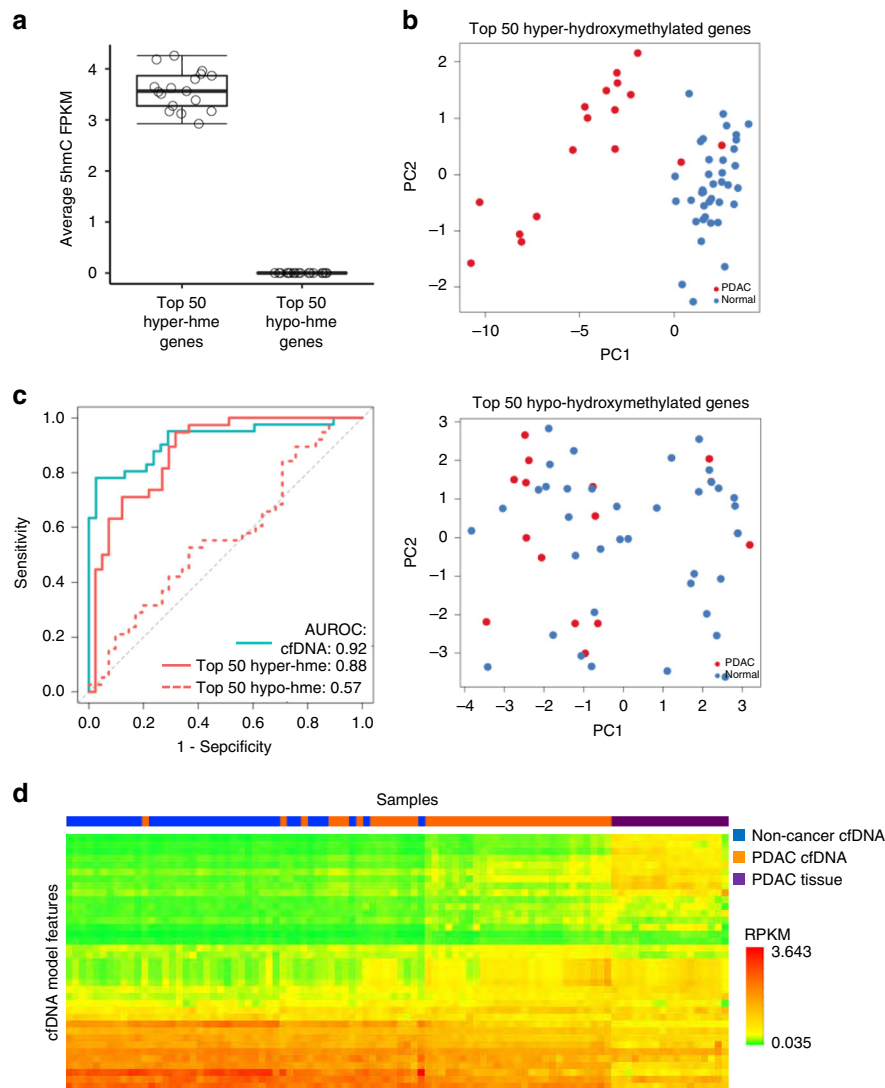 a
Average 5hmC FPKM
4
3
2
1
0
Top 50
hyper-hme
genes
Top 50
hypo-hme
genes
b
Top 50 hyper-hydroxymethylated genes
PC2
2
1
0
–1
–2
–10
–5
0
PC1
PDAC
Normal
c
Sensitivity
1.0
0.8
0.6
0.4
0.2
0.0
0.0
0.2
0.4
0.6
0.8
1.0
1 - Sepcificity
AUROC:
cfDNA: 0.92
Top 50 hyper-hme: 0.88
Top 50 hypo-hme: 0.57
Top 50 hypo-hydroxymethylated genes
PC2
3
2
1
0
–1
–2
–3
–4
–3
–2
–1
0
1
2
3
PC1
PDAC
Normal
d
Samples
cfDNA model features
Non-cancer cfDNA
PDAC cfDNA
PDAC tissue
RPKM
3.643
0.035